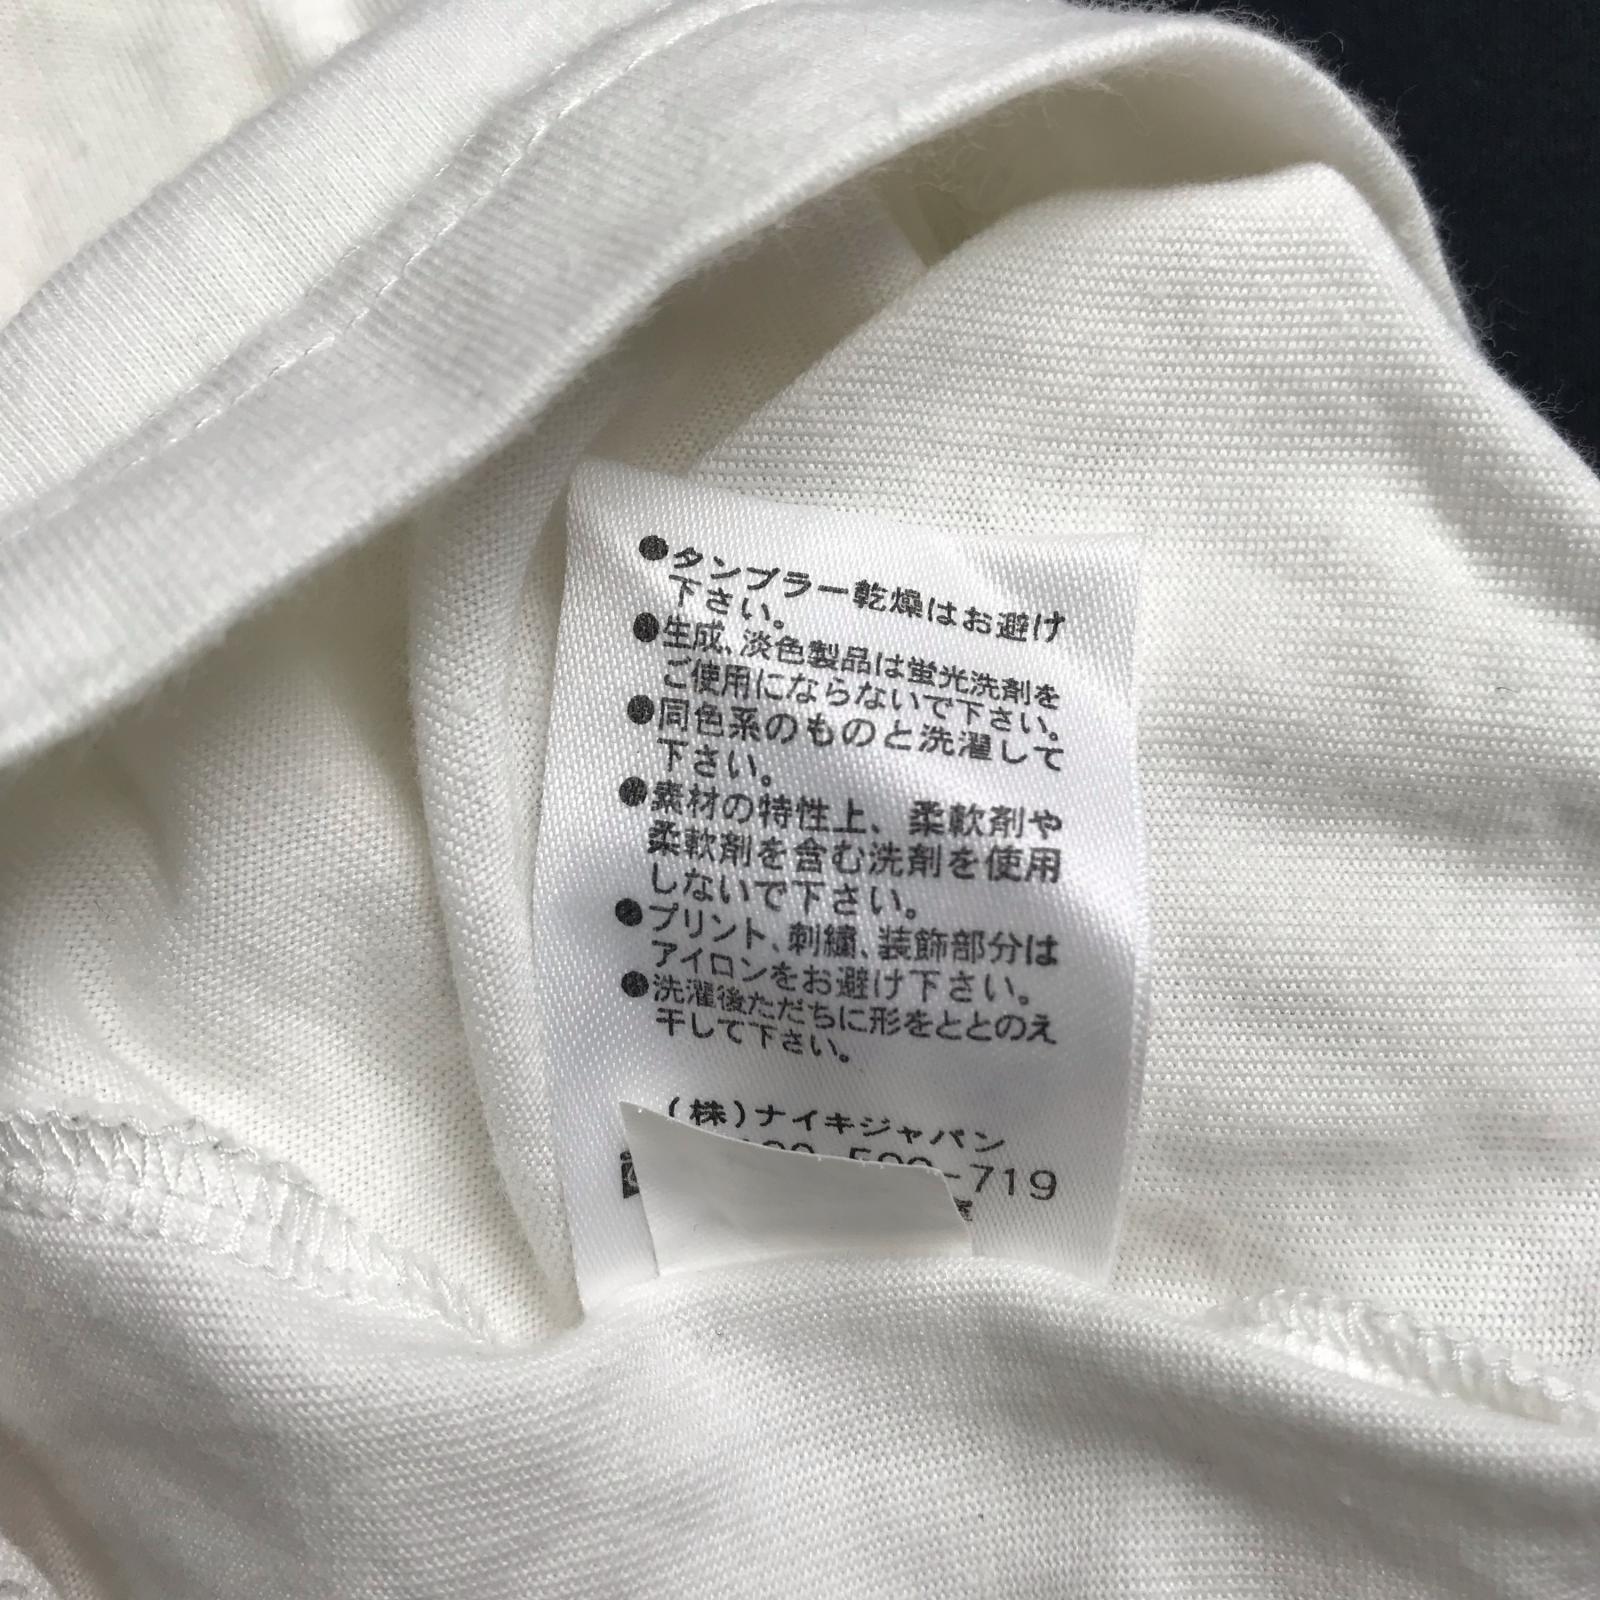 ●タンブラー乾燥はお避け
下さい。
●生成、淡色製品は蛍光洗剤を
ご使用にならないで下さい。
●同色系のものと洗濯して
下さい。
●素材の特性上、柔軟剤や
柔軟剤を含む洗剤を使用
しないで下さい。
●プリント、刺繍、装飾部分は
アイロンをお避け下さい。
●洗濯後ただちに形をととのえ
干して下さい。
(株)ナイキジャパン
-719